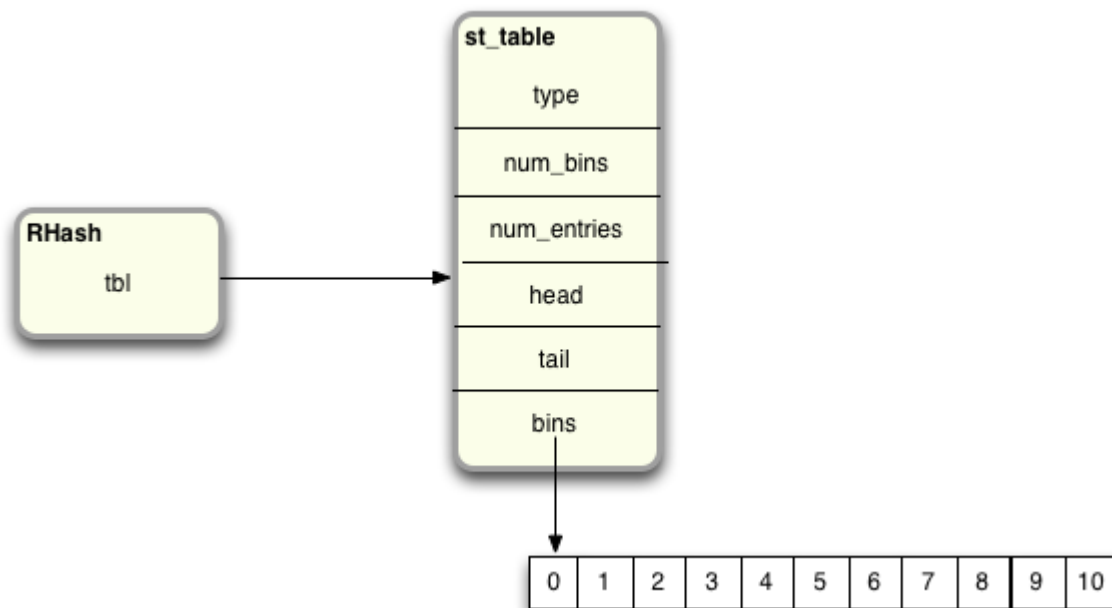 st_table
type
num_bins
num_entries
head
tail
bins
RHash
tbl
0 1 2 3 4 5 6 7 8 9 10